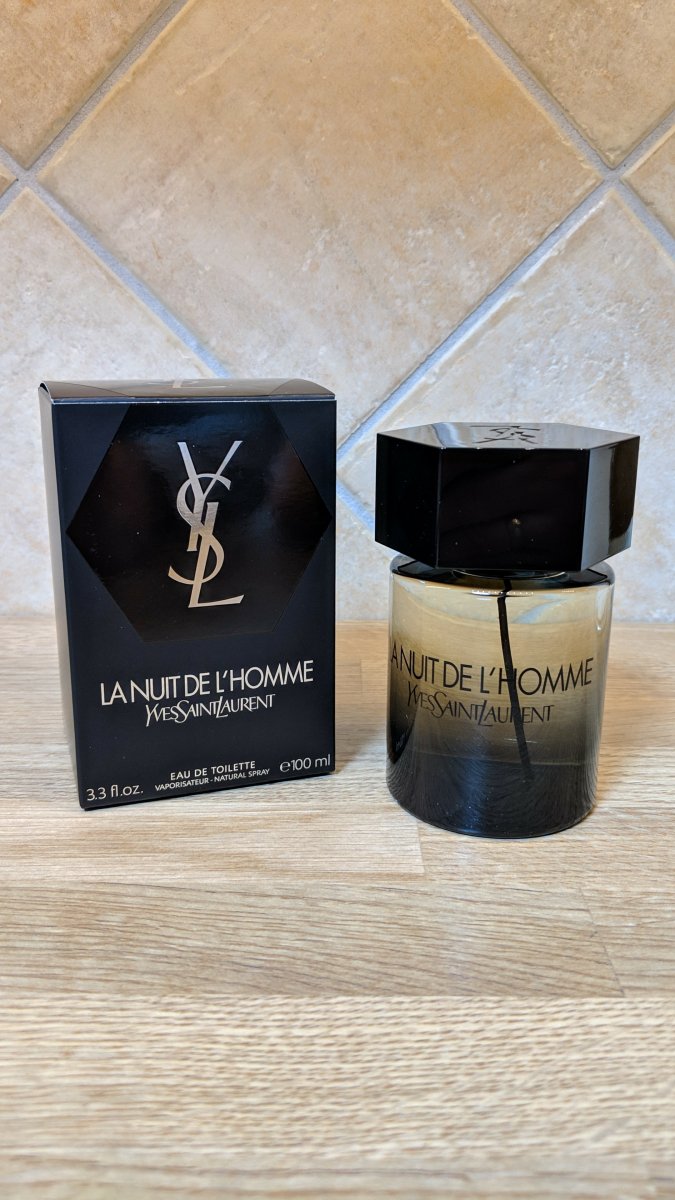 YSL
LA NUIT DE L'HOMME
YVESSAINTLAURENT
EAU DE TOILETTE
VAPORISATEUR - NATURAL SPRAY
3.3 fl.oz.
℮100 ml
LA NUIT DE L'HOMME
YVESSAINTLAURENT